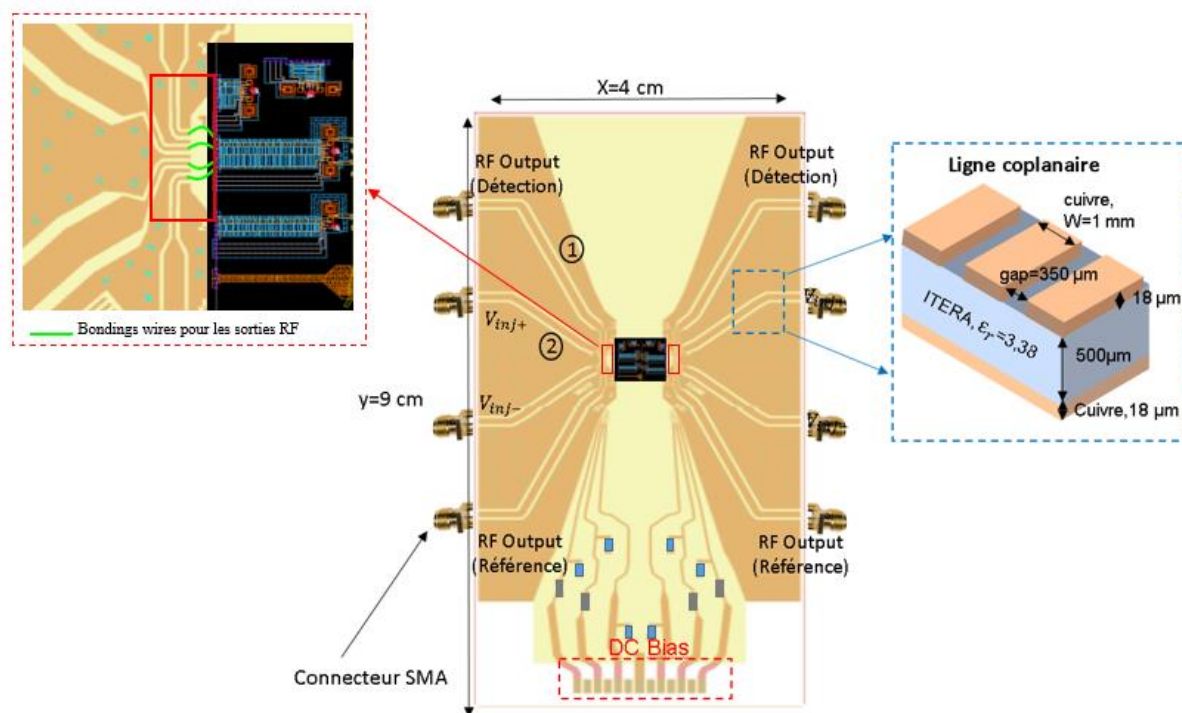 Bondings wires pour les sorties RF
X=4 cm
RF Output
(Détection)
RF Output
(Détection)
1
2
V_inj+
V_inj-
y=9 cm
RF Output
(Référence)
RF Output
(Référence)
DC Bias
Connecteur SMA
Ligne coplanaire
cuivre,
W=1 mm
gap=350 µm
18 µm
ITERA, εr=3,38
500µm
Cuivre,18 µm